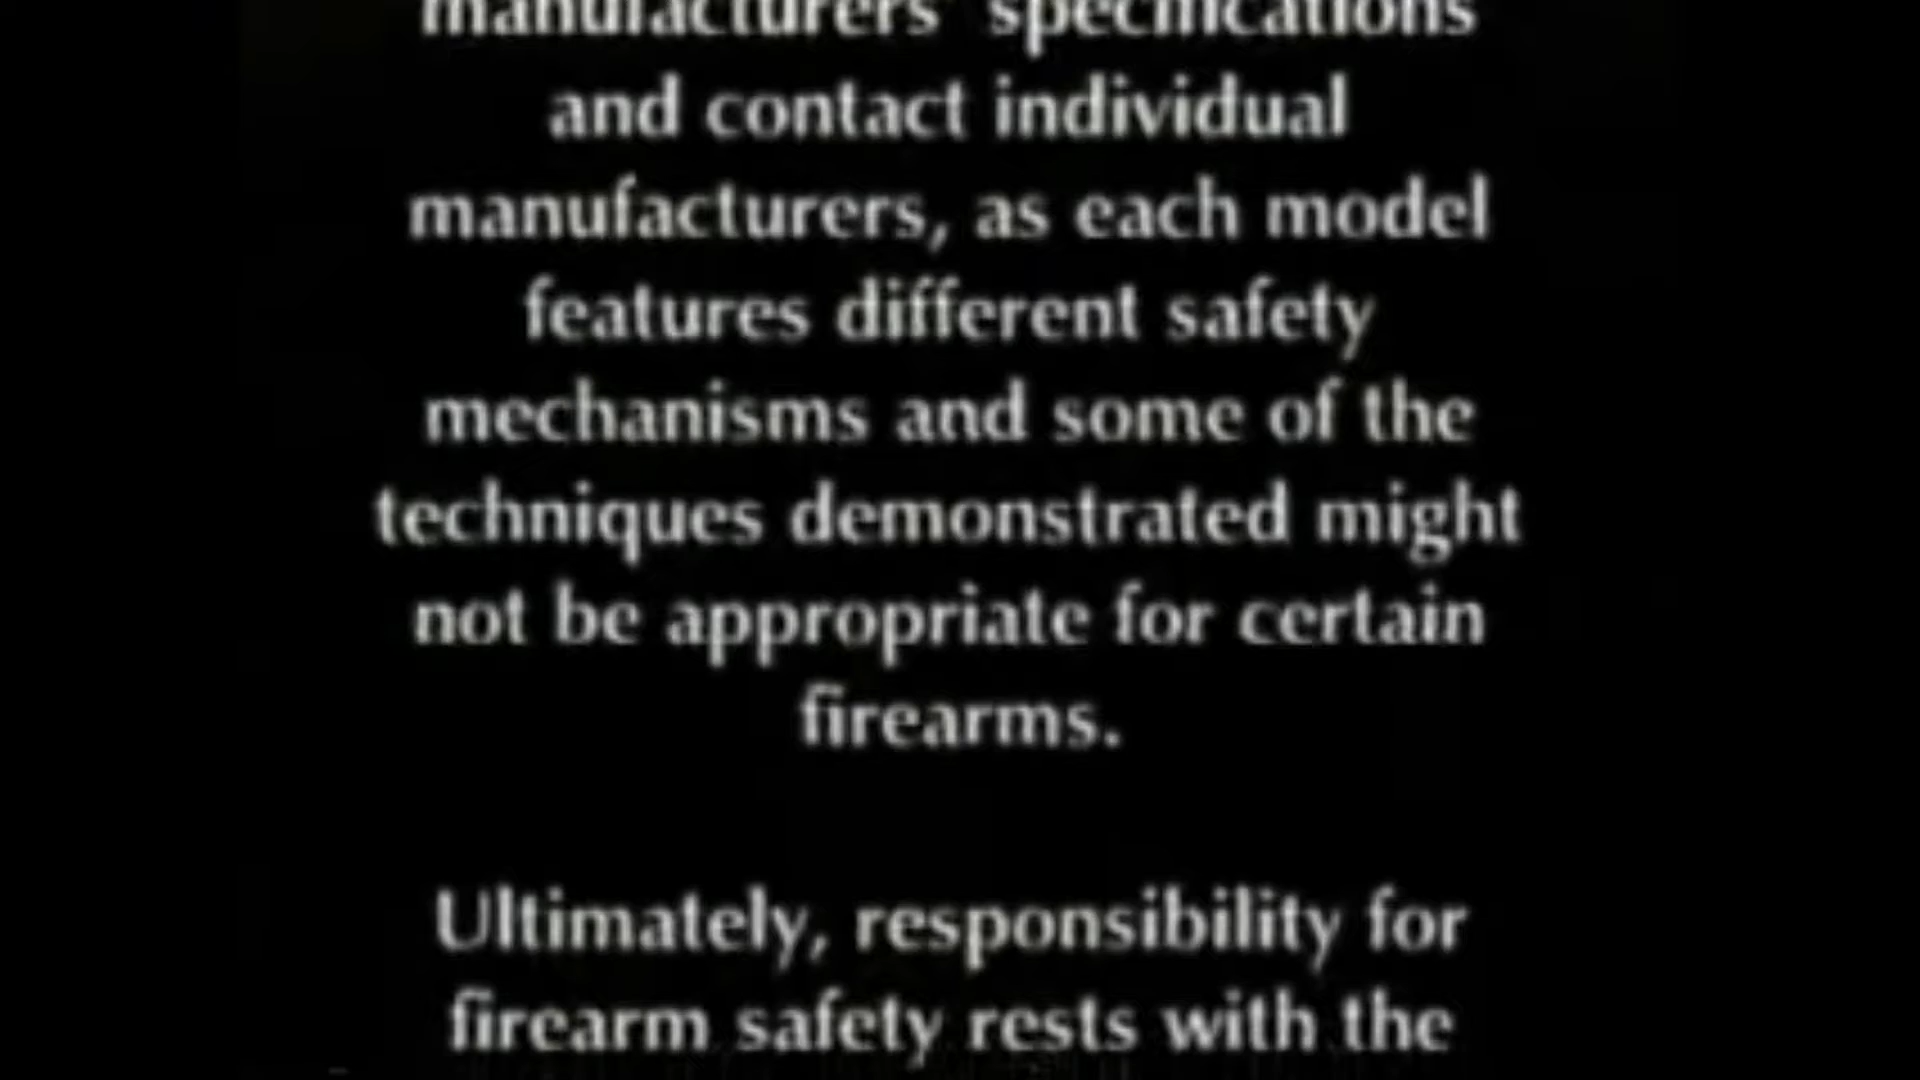 manufacturers' specifications
and contact individual
manufacturers, as each model
features different safety
mechanisms and some of the
techniques demonstrated might
not be appropriate for certain
firearms.
Ultimately, responsibility for
firearm safety rests with the